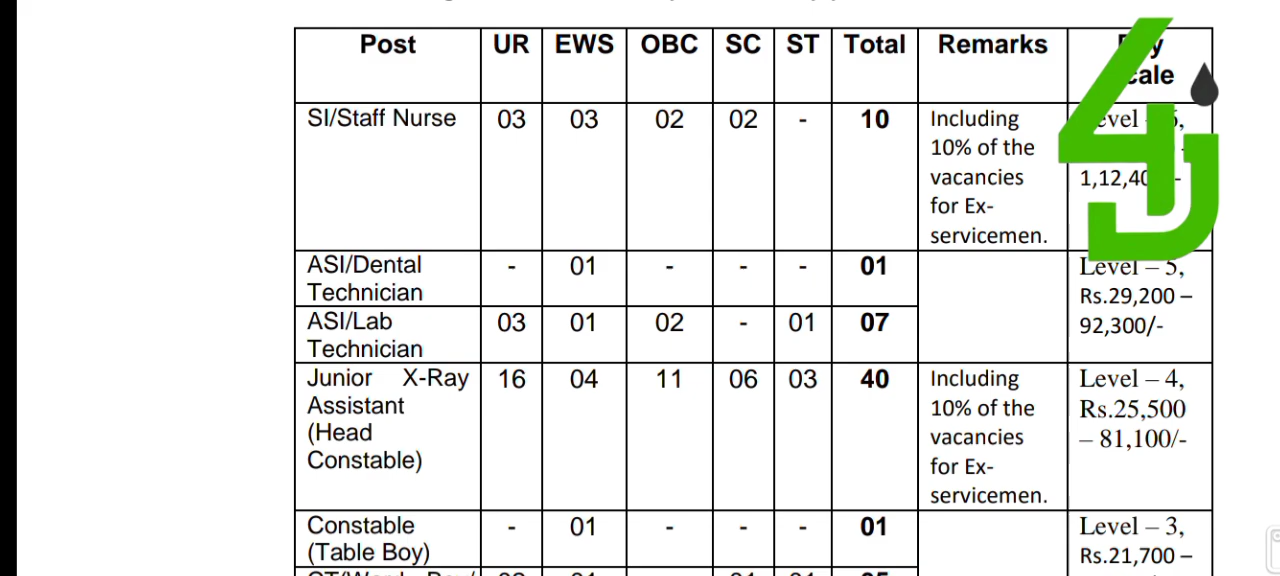 Post UR EWS OBC SC ST Total Remarks
SI/Staff Nurse 03 03 02 02 - 10 Including 10% of the vacancies for Ex-servicemen.
1,12,40
ASI/Dental Technician - 01 - - - 01 Level – 5, Rs.29,200 – 92,300/-
ASI/Lab Technician 03 01 02 - 01 07
Junior X-Ray Assistant (Head Constable) 16 04 11 06 03 40 Including 10% of the vacancies for Ex-servicemen. Level – 4, Rs.25,500 – 81,100/-
Constable (Table Boy) - 01 - - - 01 Level – 3, Rs.21,700 –